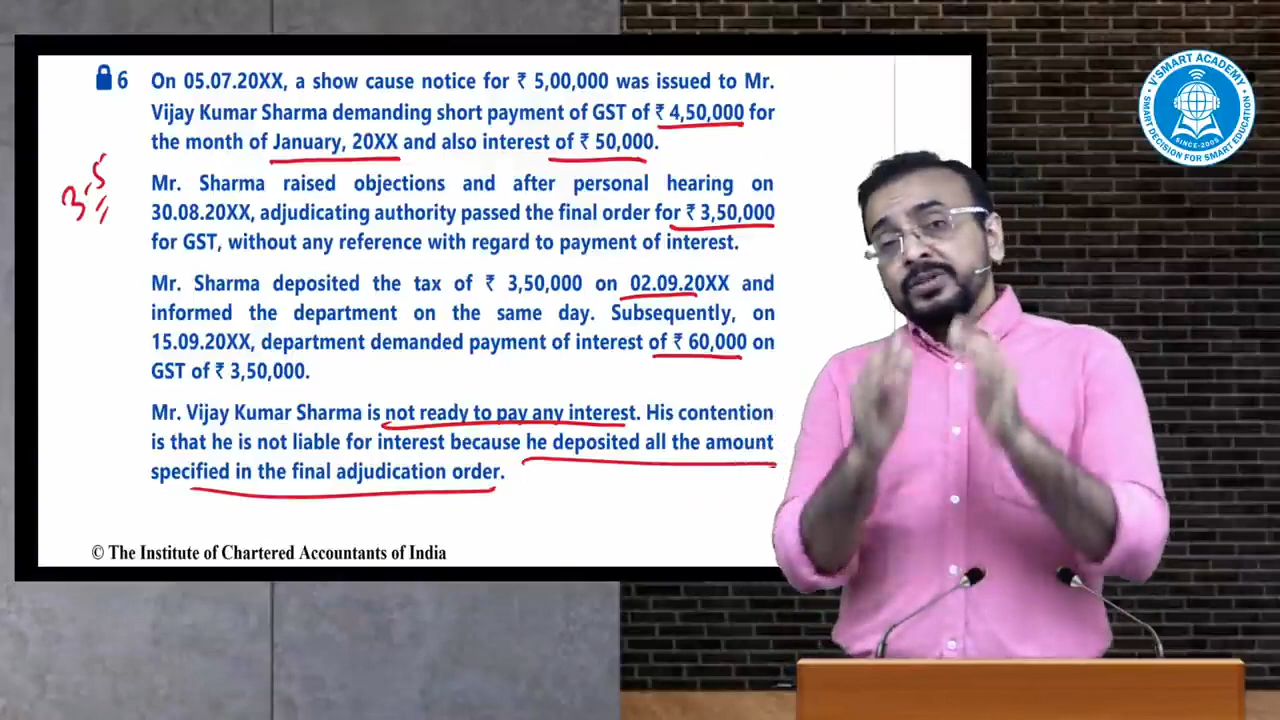 6 On 05.07.20XX, a show cause notice for ₹ 5,00,000 was issued to Mr.
Vijay Kumar Sharma demanding short payment of GST of ₹ 4,50,000 for
the month of January, 20XX and also interest of ₹ 50,000.
3.5
Mr. Sharma raised objections and after personal hearing on
30.08.20XX, adjudicating authority passed the final order for ₹ 3,50,000
for GST, without any reference with regard to payment of interest.
Mr. Sharma deposited the tax of ₹ 3,50,000 on 02.09.20XX and
informed the department on the same day. Subsequently, on
15.09.20XX, department demanded payment of interest of ₹ 60,000 on
GST of ₹ 3,50,000.
Mr. Vijay Kumar Sharma is not ready to pay any interest. His contention
is that he is not liable for interest because he deposited all the amount
specified in the final adjudication order.
© The Institute of Chartered Accountants of India
V'SMART ACADEMY
SINCE-2005
SMART DECISION FOR SMART EDUCATION